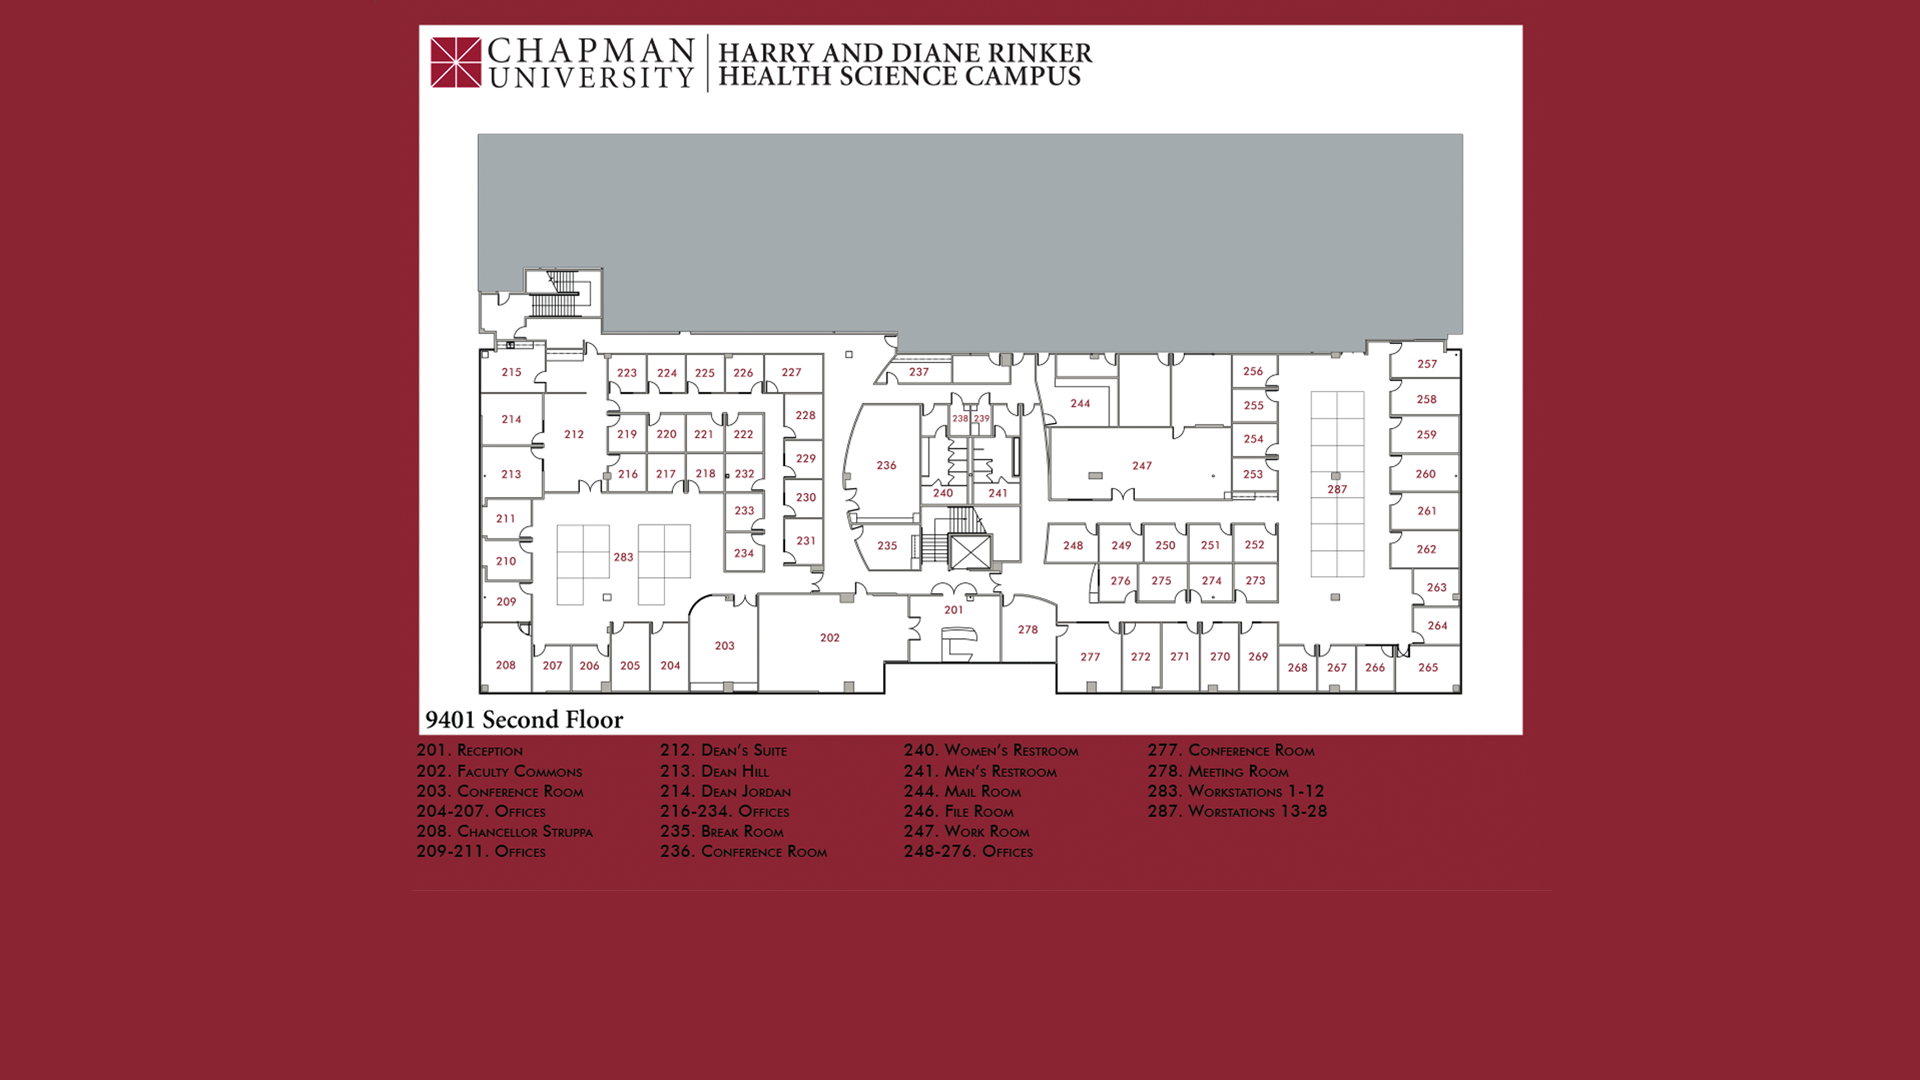 CHAPMAN
UNIVERSITY
HARRY AND DIANE RINKER
HEALTH SCIENCE CAMPUS
257
256
215
223
224
225
226
227
237
258
255
244
228
238
239
214
212
219
220
221
222
259
254
229
236
247
213
216
217
218
232
253
260
287
230
240
241
233
261
211
231
235
248
249
250
251
252
262
234
283
210
276
275
274
273
263
209
201
264
278
202
203
208
207
206
205
204
277
272
271
270
269
268
267
266
265
9401 Second Floor
201. Reception
202. Faculty Commons
203. Conference Room
204-207. Offices
208. Chancellor Struppa
209-211. Offices
212. Dean's Suite
213. Dean Hill
214. Dean Jordan
216-234. Offices
235. Break Room
236. Conference Room
240. Women's Restroom
241. Men's Restroom
244. Mail Room
246. File Room
247. Work Room
248-276. Offices
277. Conference Room
278. Meeting Room
283. Workstations 1-12
287. Worstations 13-28